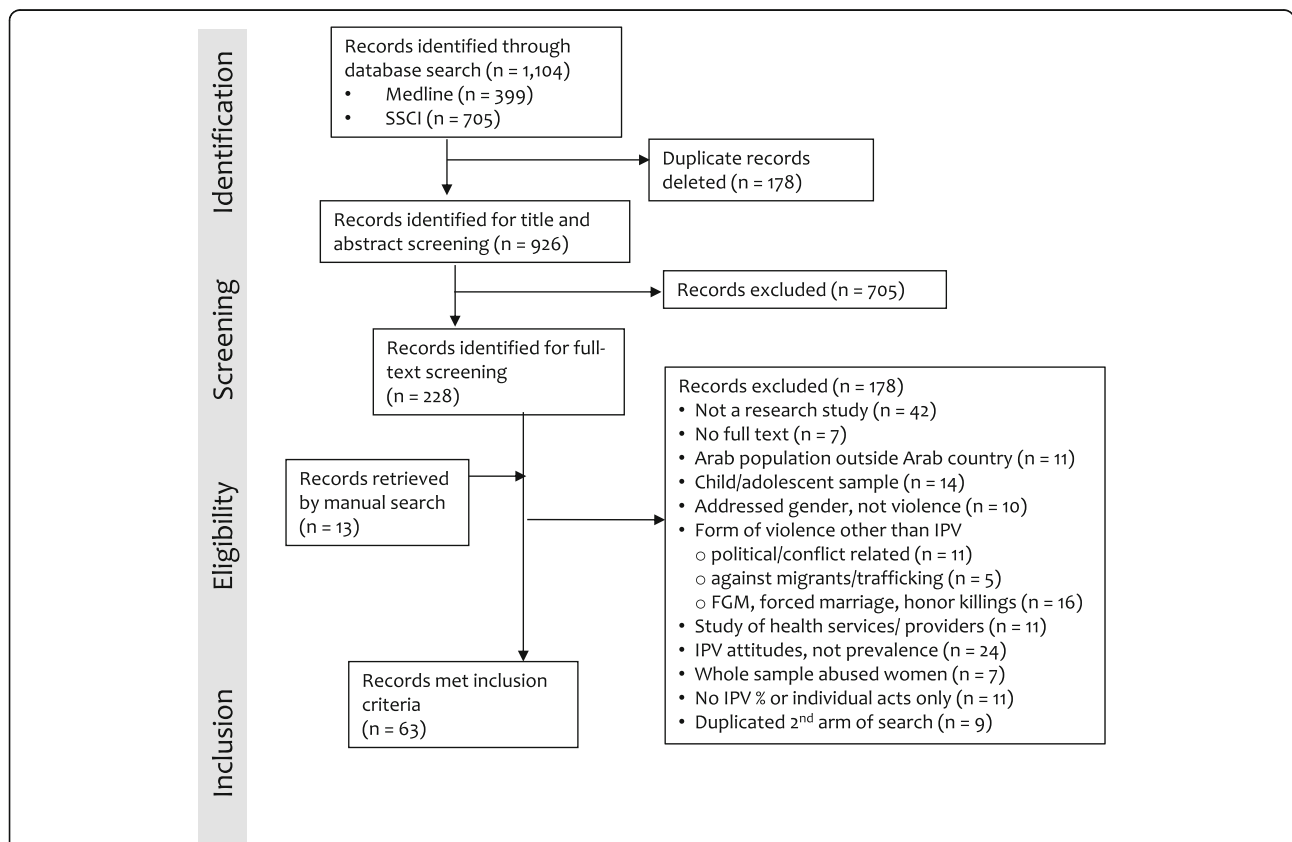 Identification
Records identified through
database search (n = 1,104)
• Medline (n = 399)
• SSCI (n = 705)
Duplicate records
deleted (n = 178)
Records identified for title and
abstract screening (n = 926)
Screening
Records excluded (n = 705)
Records identified for full-
text screening
(n = 228)
Eligibility
Records retrieved
by manual search
(n = 13)
Records excluded (n = 178)
• Not a research study (n = 42)
• No full text (n = 7)
• Arab population outside Arab country (n = 11)
• Child/adolescent sample (n = 14)
• Addressed gender, not violence (n = 10)
• Form of violence other than IPV
o political/conflict related (n = 11)
o against migrants/trafficking (n = 5)
o FGM, forced marriage, honor killings (n = 16)
• Study of health services/ providers (n = 11)
• IPV attitudes, not prevalence (n = 24)
• Whole sample abused women (n = 7)
• No IPV % or individual acts only (n = 11)
• Duplicated 2nd arm of search (n = 9)
Inclusion
Records met inclusion
criteria
(n = 63)